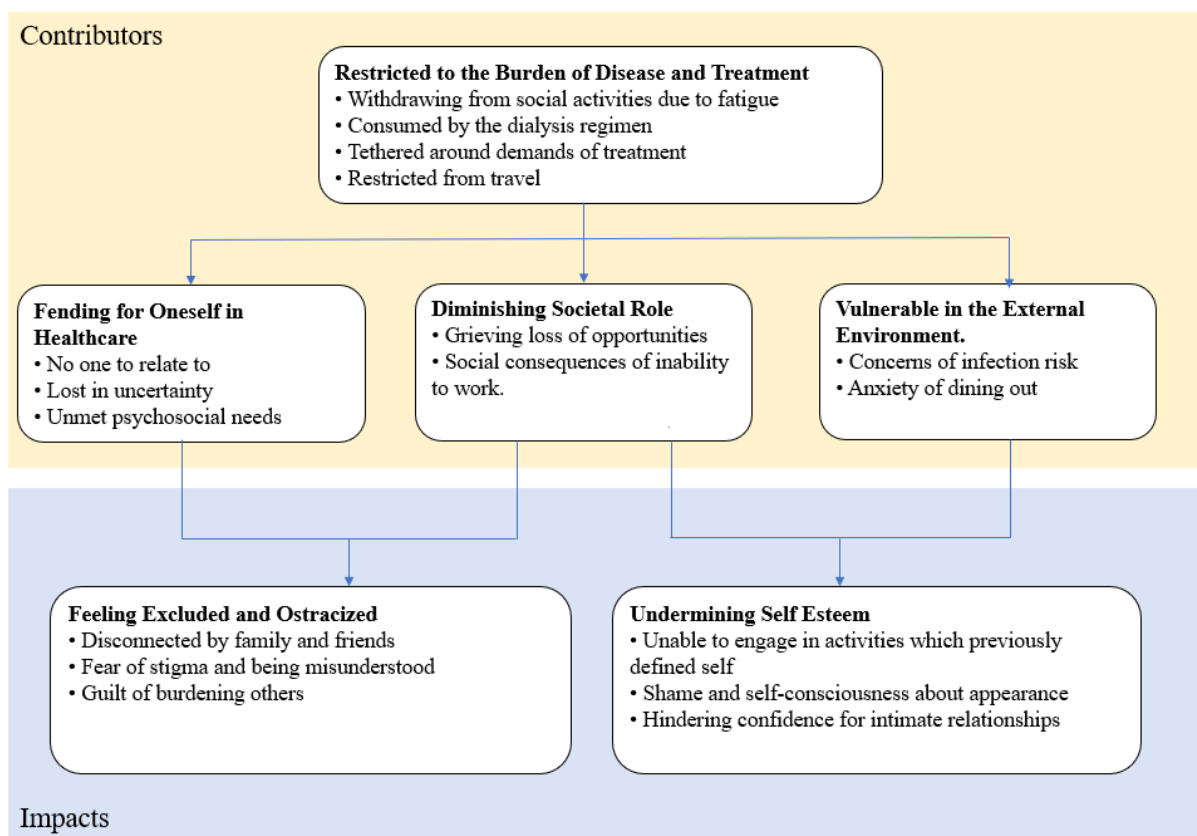 Contributors
Restricted to the Burden of Disease and Treatment
• Withdrawing from social activities due to fatigue
• Consumed by the dialysis regimen
• Tethered around demands of treatment
• Restricted from travel
Fending for Oneself in
Healthcare
• No one to relate to
• Lost in uncertainty
• Unmet psychosocial needs
Diminishing Societal Role
• Grieving loss of opportunities
• Social consequences of inability
to work.
Vulnerable in the External
Environment.
• Concerns of infection risk
• Anxiety of dining out
Feeling Excluded and Ostracized
• Disconnected by family and friends
• Fear of stigma and being misunderstood
• Guilt of burdening others
Undermining Self Esteem
• Unable to engage in activities which previously
defined self
• Shame and self-consciousness about appearance
• Hindering confidence for intimate relationships
Impacts